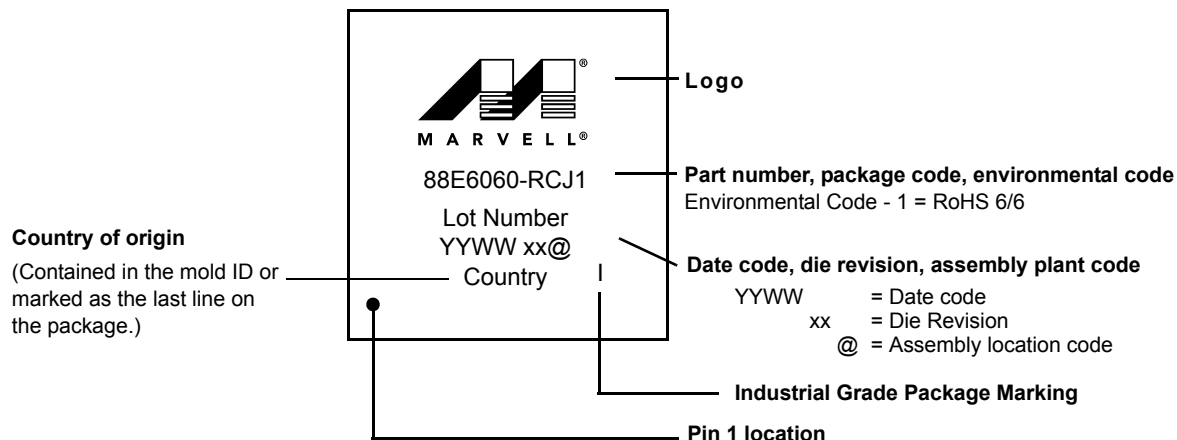 ®
MARVELL®
Logo
88E6060-RCJ1
Part number, package code, environmental code
Environmental Code - 1 = RoHS 6/6
Lot Number
YYWW xx@
Country I
Country of origin
(Contained in the mold ID or
marked as the last line on
the package.)
Date code, die revision, assembly plant code
YYWW = Date code
xx = Die Revision
@ = Assembly location code
Industrial Grade Package Marking
Pin 1 location